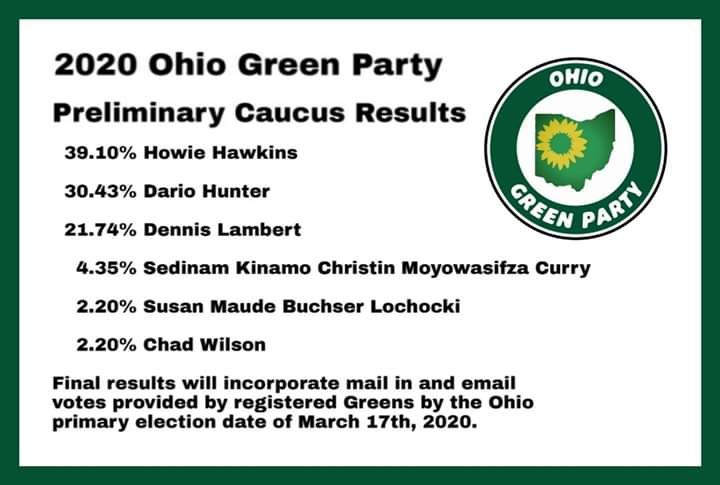 2020 Ohio Green Party
Preliminary Caucus Results
39.10% Howie Hawkins
30.43% Dario Hunter
21.74% Dennis Lambert
4.35% Sedinam Kinamo Christin Moyowasifza Curry
2.20% Susan Maude Buchser Lochocki
2.20% Chad Wilson
Final results will incorporate mail in and email
votes provided by registered Greens by the Ohio
primary election date of March 17th, 2020.
OHIO
GREEN PARTY